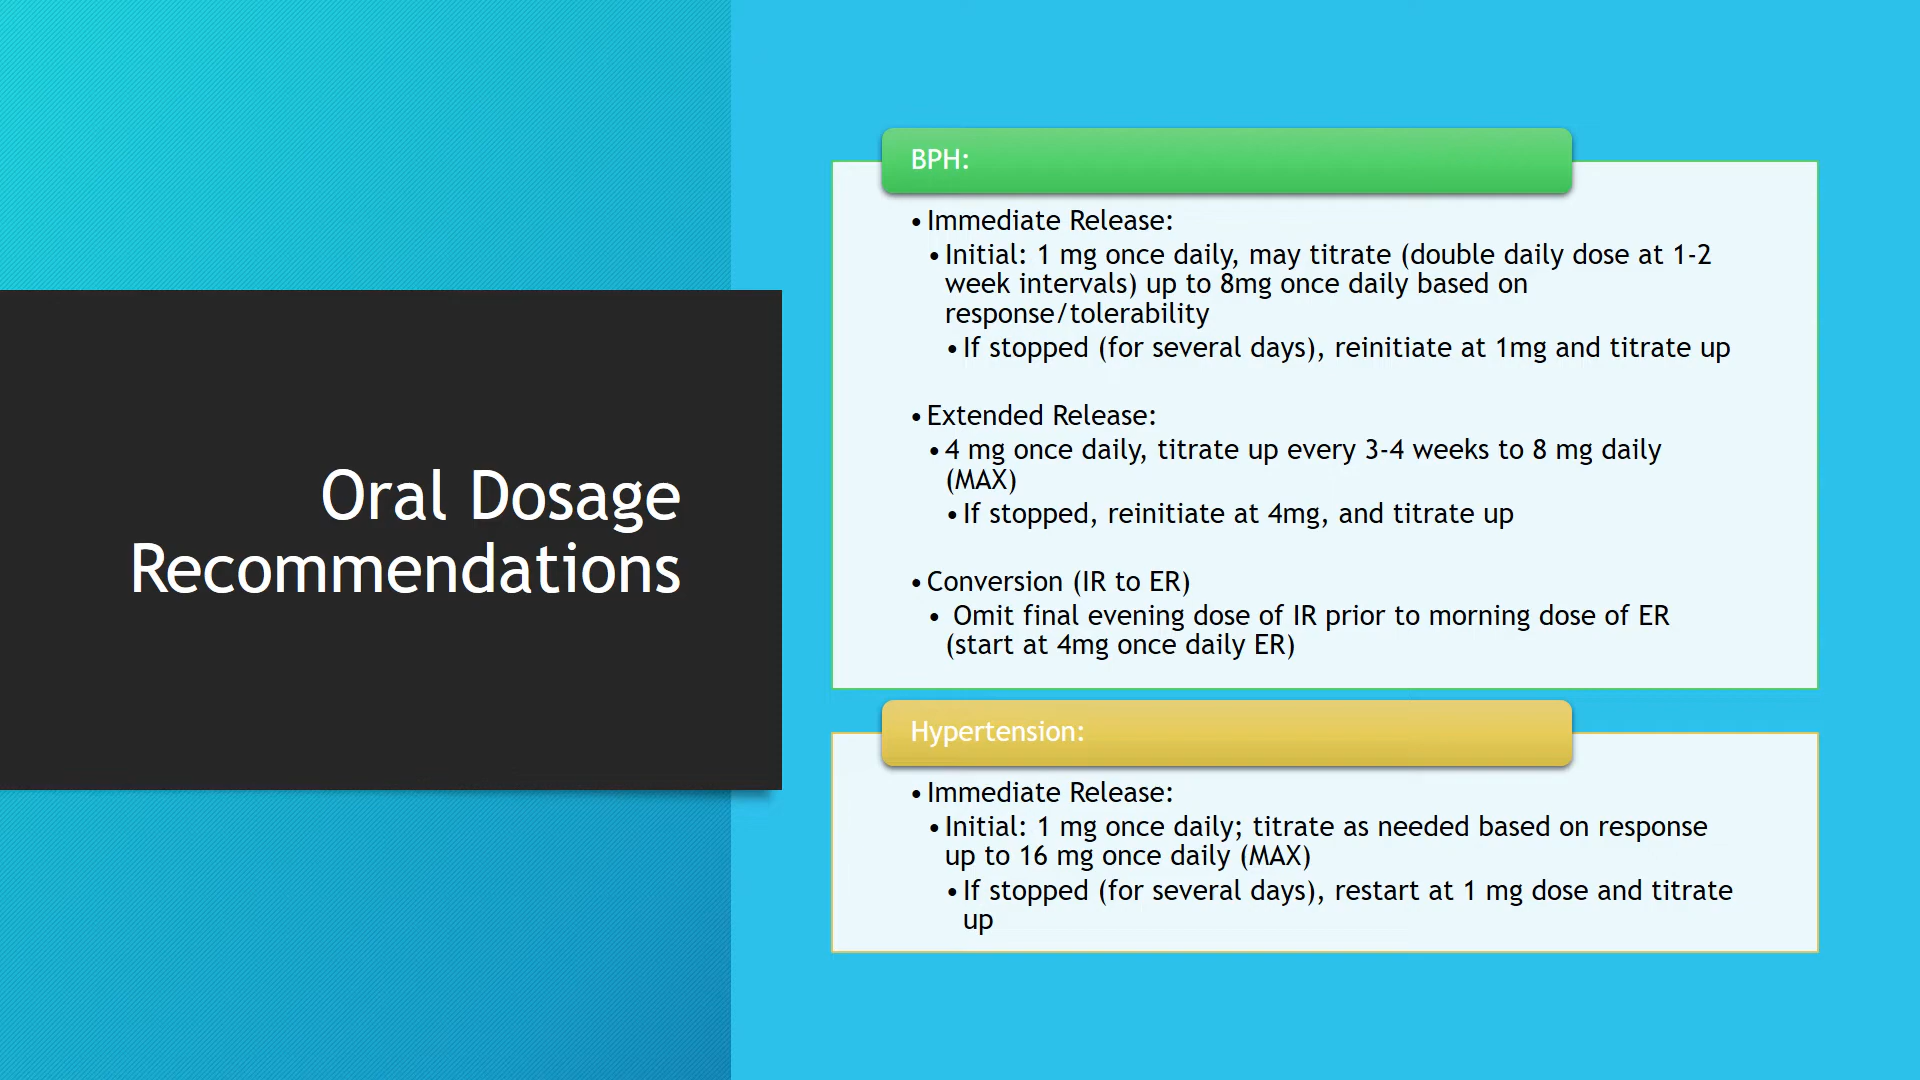 Oral Dosage
Recommendations
BPH:
• Immediate Release:
• Initial: 1 mg once daily, may titrate (double daily dose at 1-2
week intervals) up to 8mg once daily based on
response/tolerability
• If stopped (for several days), reinitiate at 1mg and titrate up
• Extended Release:
• 4 mg once daily, titrate up every 3-4 weeks to 8 mg daily
(MAX)
• If stopped, reinitiate at 4mg, and titrate up
• Conversion (IR to ER)
• Omit final evening dose of IR prior to morning dose of ER
(start at 4mg once daily ER)
Hypertension:
• Immediate Release:
• Initial: 1 mg once daily; titrate as needed based on response
up to 16 mg once daily (MAX)
• If stopped (for several days), restart at 1 mg dose and titrate
up